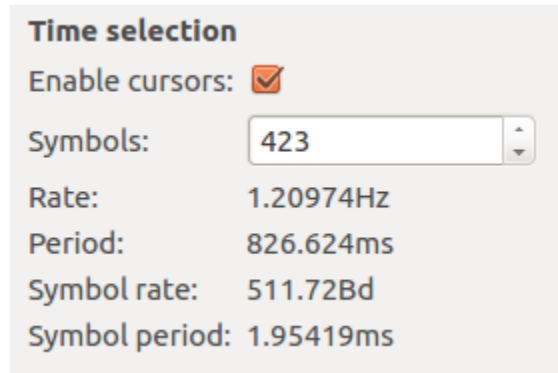 Time selection
Enable cursors:
Symbols: 423
Rate: 1.20974Hz
Period: 826.624ms
Symbol rate: 511.72Bd
Symbol period: 1.95419ms